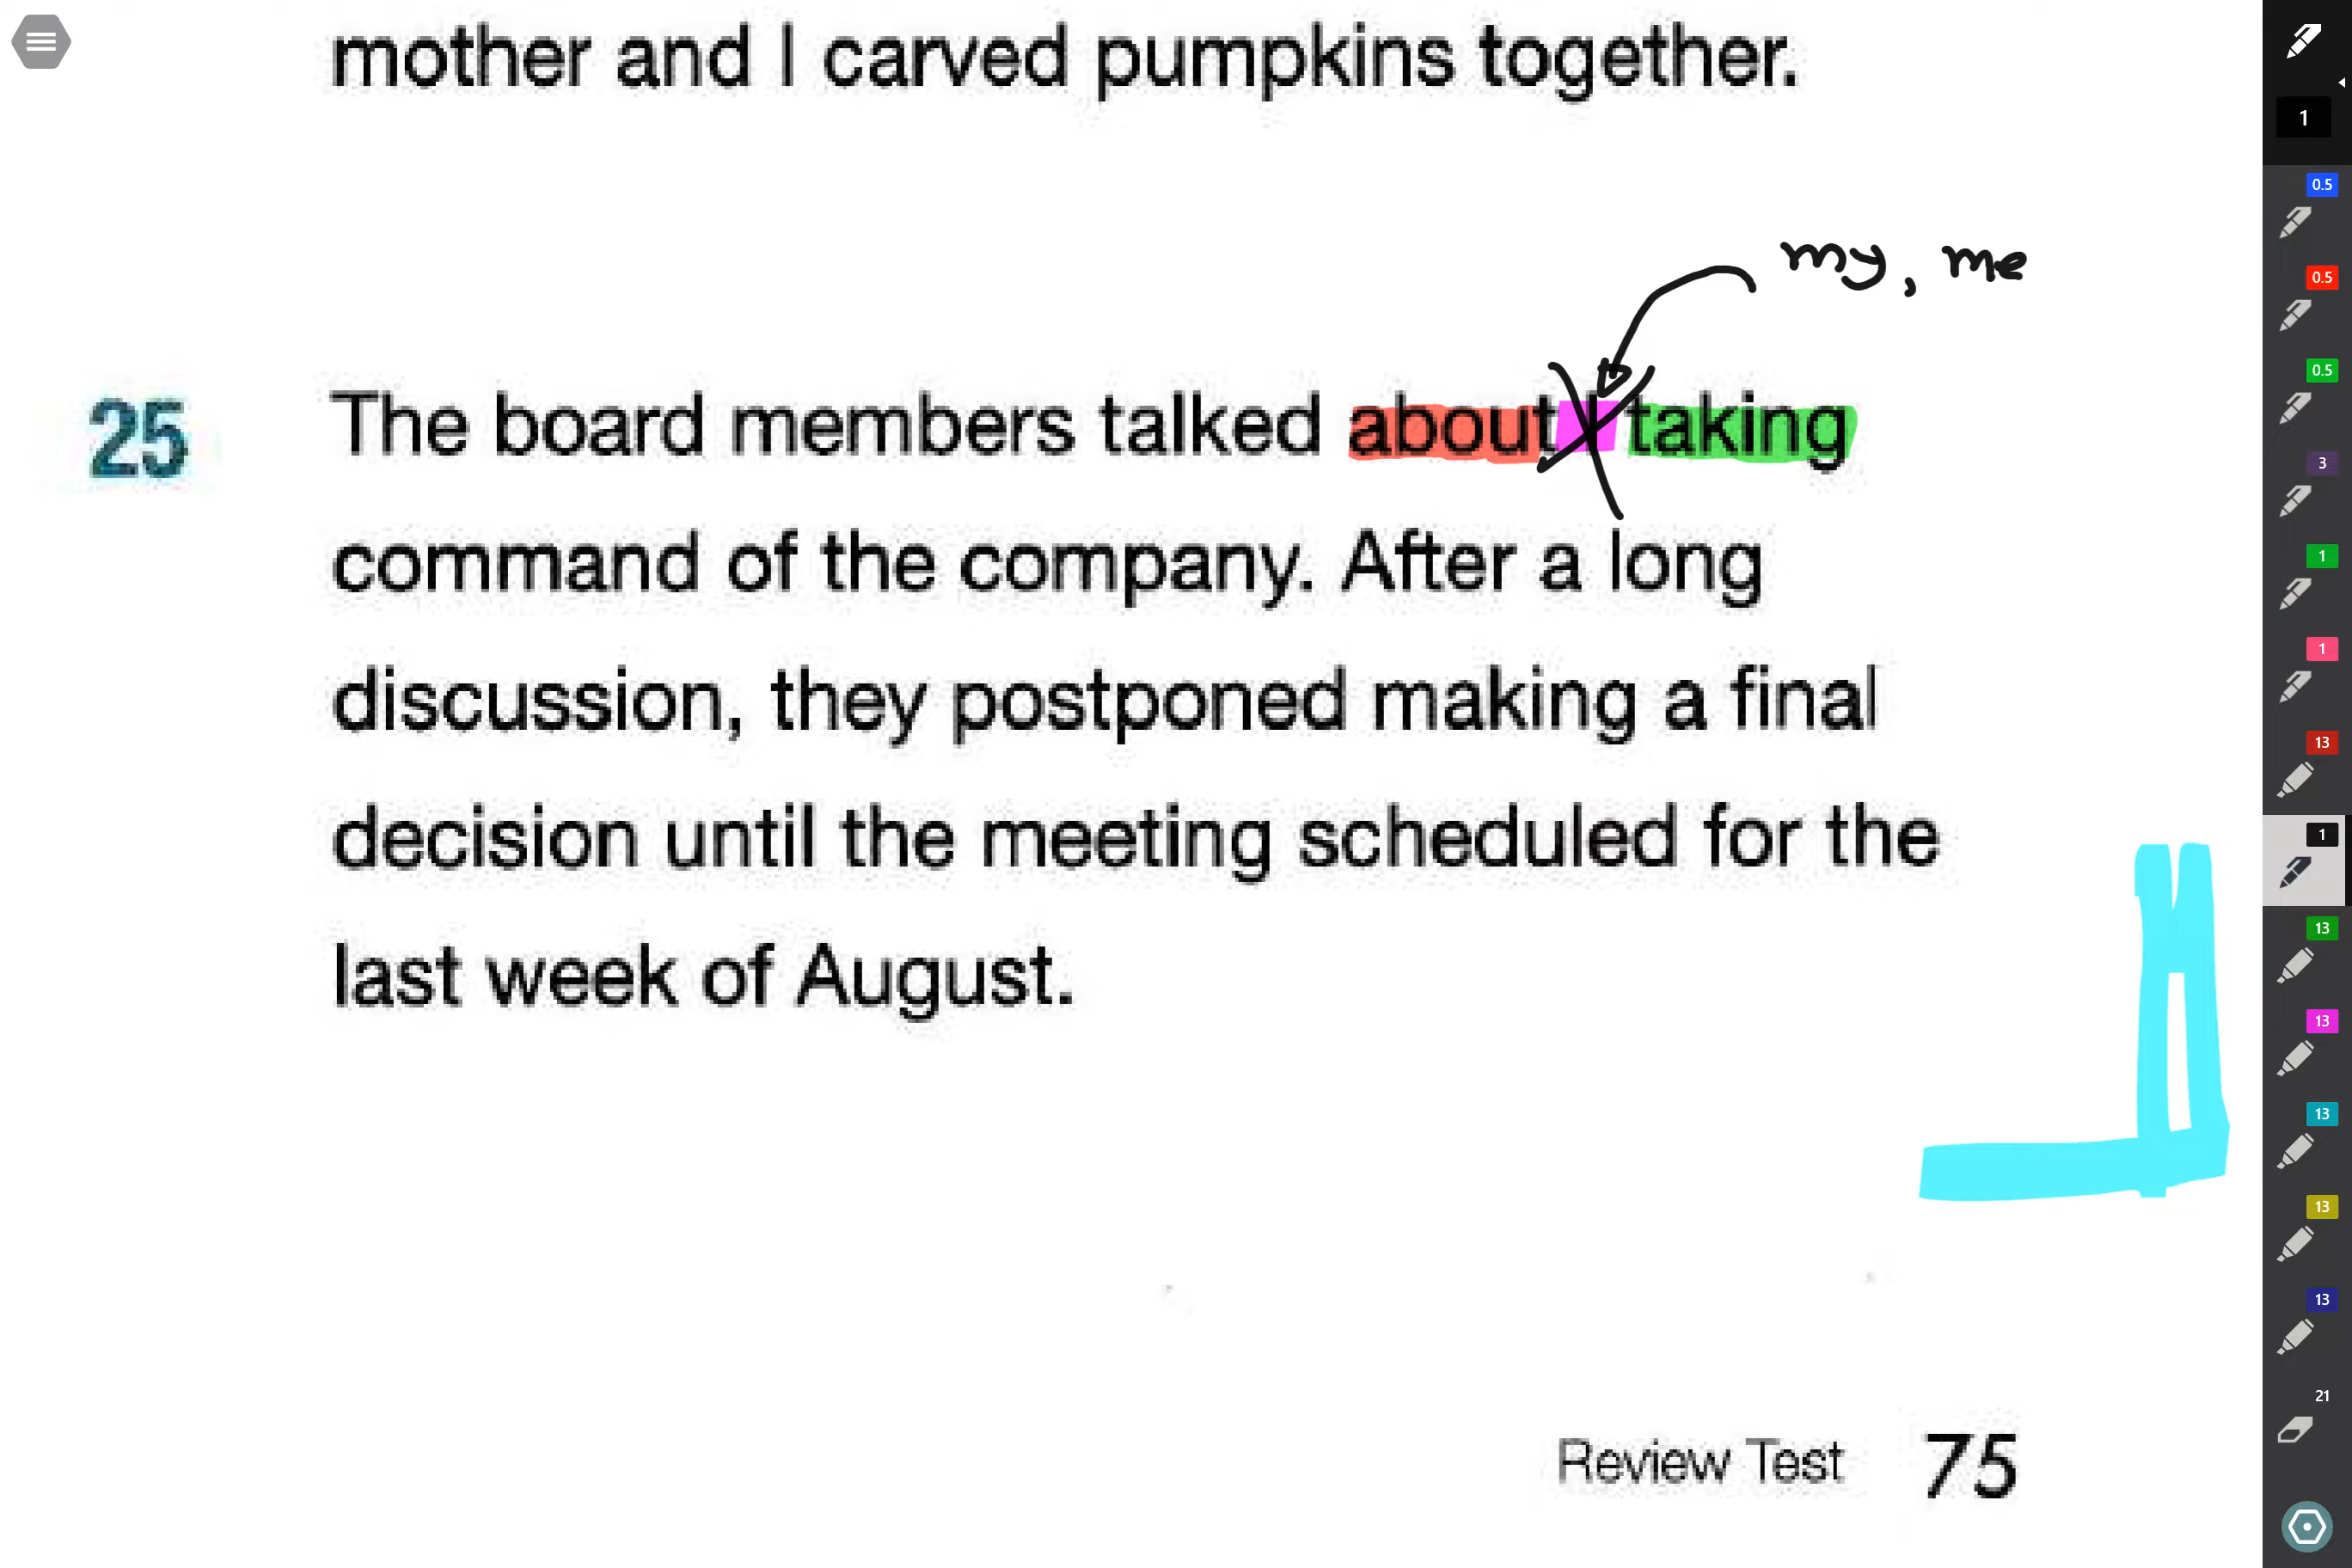 mother and I carved pumpkins together.
my, me
25 The board members talked about I taking
command of the company. After a long
discussion, they postponed making a final
decision until the meeting scheduled for the
last week of August.
Review Test 75
1
0.5
0.5
0.5
3
1
1
13
1
13
13
13
13
13
21